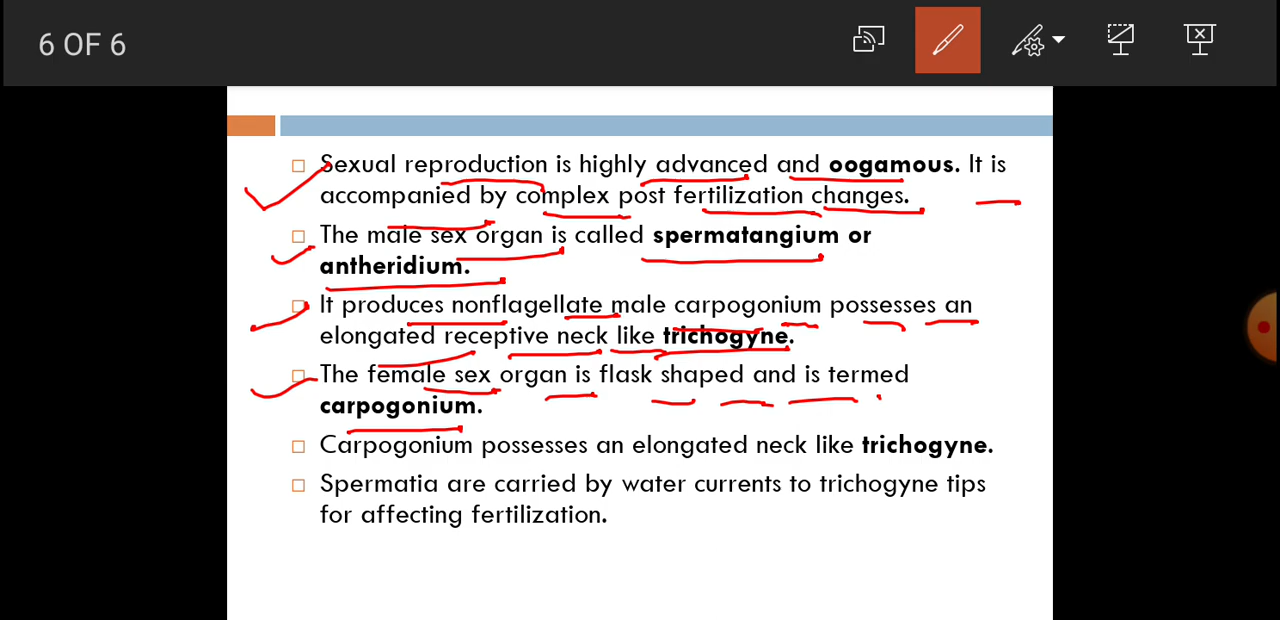 6 OF 6
Sexual reproduction is highly advanced and oogamous. It is
accompanied by complex post fertilization changes.
The male sex organ is called spermatangium or
antheridium.
It produces nonflagellate male carpogonium possesses an
elongated receptive neck like trichogyne.
The female sex organ is flask shaped and is termed
carpogonium.
Carpogonium possesses an elongated neck like trichogyne.
Spermatia are carried by water currents to trichogyne tips
for affecting fertilization.